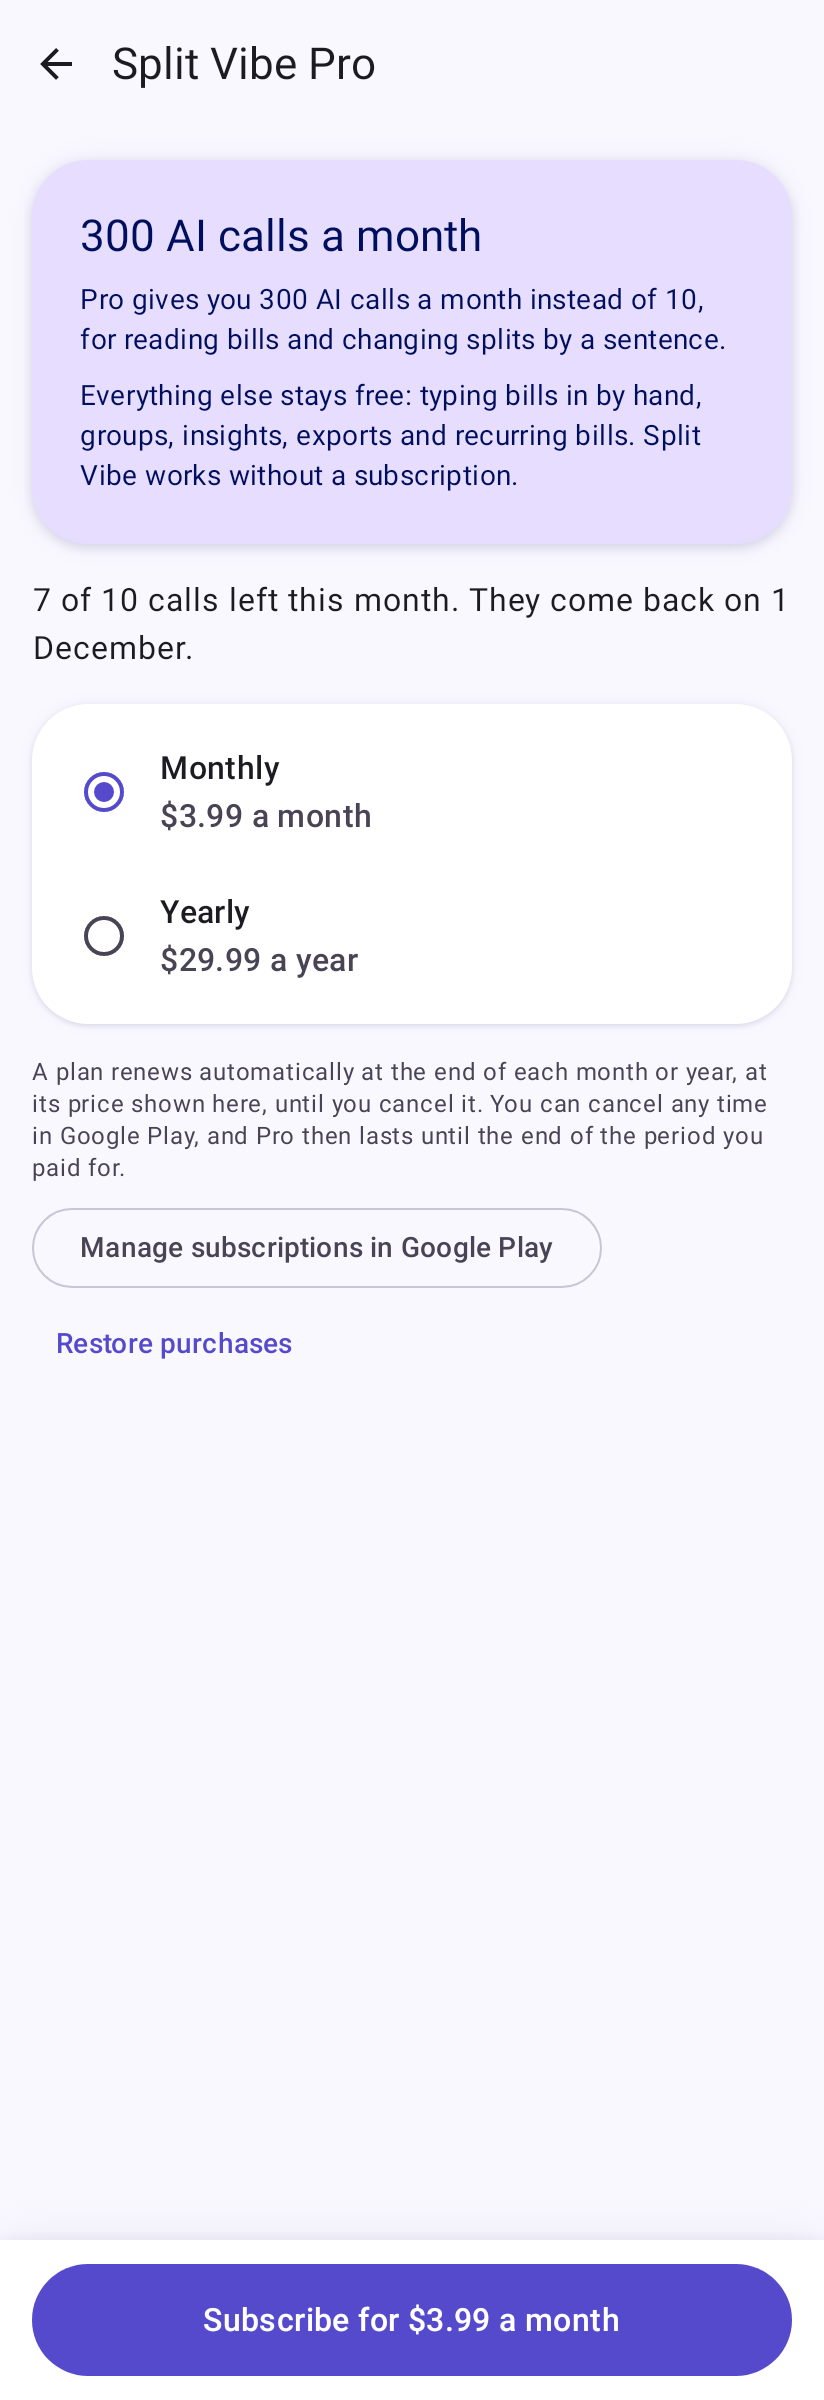 Split Vibe Pro
300 AI calls a month
Pro gives you 300 AI calls a month instead of 10,
for reading bills and changing splits by a sentence.
Everything else stays free: typing bills in by hand,
groups, insights, exports and recurring bills. Split
Vibe works without a subscription.
7 of 10 calls left this month. They come back on 1
December.
Monthly
$3.99 a month
Yearly
$29.99 a year
A plan renews automatically at the end of each month or year, at
its price shown here, until you cancel it. You can cancel any time
in Google Play, and Pro then lasts until the end of the period you
paid for.
Manage subscriptions in Google Play
Restore purchases
Subscribe for $3.99 a month